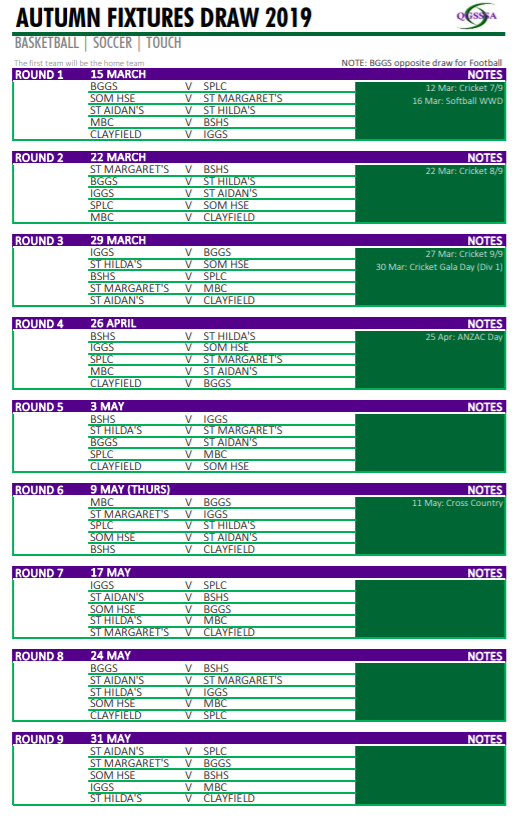 AUTUMN FIXTURES DRAW 2019
QGSSSA
BASKETBALL | SOCCER | TOUCH
The first team will be the home team NOTE: BGGS opposite draw for Football
ROUND 1 15 MARCH NOTES
BGGS V SPLC 12 Mar: Cricket 7/9
SOM HSE V ST MARGARET'S 16 Mar: Softball WWD
ST AIDAN'S V ST HILDA'S
MBC V BSHS
CLAYFIELD V IGGS
ROUND 2 22 MARCH NOTES
ST MARGARET'S V BSHS 22 Mar: Cricket 8/9
BGGS V ST HILDA'S
IGGS V ST AIDAN'S
SPLC V SOM HSE
MBC V CLAYFIELD
ROUND 3 29 MARCH NOTES
IGGS V BGGS 27 Mar: Cricket 9/9
ST HILDA'S V SOM HSE 30 Mar: Cricket Gala Day (Div 1)
BSHS V SPLC
ST MARGARET'S V MBC
ST AIDAN'S V CLAYFIELD
ROUND 4 26 APRIL NOTES
BSHS V ST HILDA'S 25 Apr: ANZAC Day
IGGS V SOM HSE
SPLC V ST MARGARET'S
MBC V ST AIDAN'S
CLAYFIELD V BGGS
ROUND 5 3 MAY NOTES
BSHS V IGGS
ST HILDA'S V ST MARGARET'S
BGGS V ST AIDAN'S
SPLC V MBC
CLAYFIELD V SOM HSE
ROUND 6 9 MAY (THURS) NOTES
MBC V BGGS 11 May: Cross Country
ST MARGARET'S V IGGS
SPLC V ST HILDA'S
SOM HSE V ST AIDAN'S
BSHS V CLAYFIELD
ROUND 7 17 MAY NOTES
IGGS V SPLC
ST AIDAN'S V BSHS
SOM HSE V BGGS
ST HILDA'S V MBC
ST MARGARET'S V CLAYFIELD
ROUND 8 24 MAY NOTES
BGGS V BSHS
ST AIDAN'S V ST MARGARET'S
ST HILDA'S V IGGS
SOM HSE V MBC
CLAYFIELD V SPLC
ROUND 9 31 MAY NOTES
ST AIDAN'S V SPLC
ST MARGARET'S V BGGS
SOM HSE V BSHS
IGGS V MBC
ST HILDA'S V CLAYFIELD